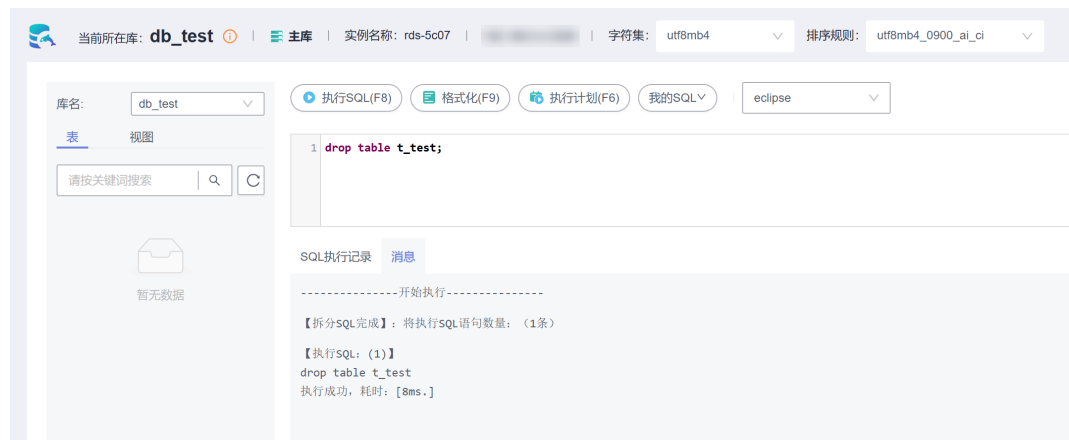 当前所在库: db_test 主库 实例名称: rds-5c07 字符集: utf8mb4 排序规则: utf8mb4_0900_ai_ci
库名: db_test
表 视图
请按关键词搜索
暂无数据
执行SQL(F8) 格式化(F9) 执行计划(F6) 我的SQL eclipse
1 drop table t_test;
SQL执行记录 消息
---------------开始执行---------------
【拆分SQL完成】: 将执行SQL语句数量: (1条)
【执行SQL: (1)】
drop table t_test
执行成功, 耗时: [8ms.]